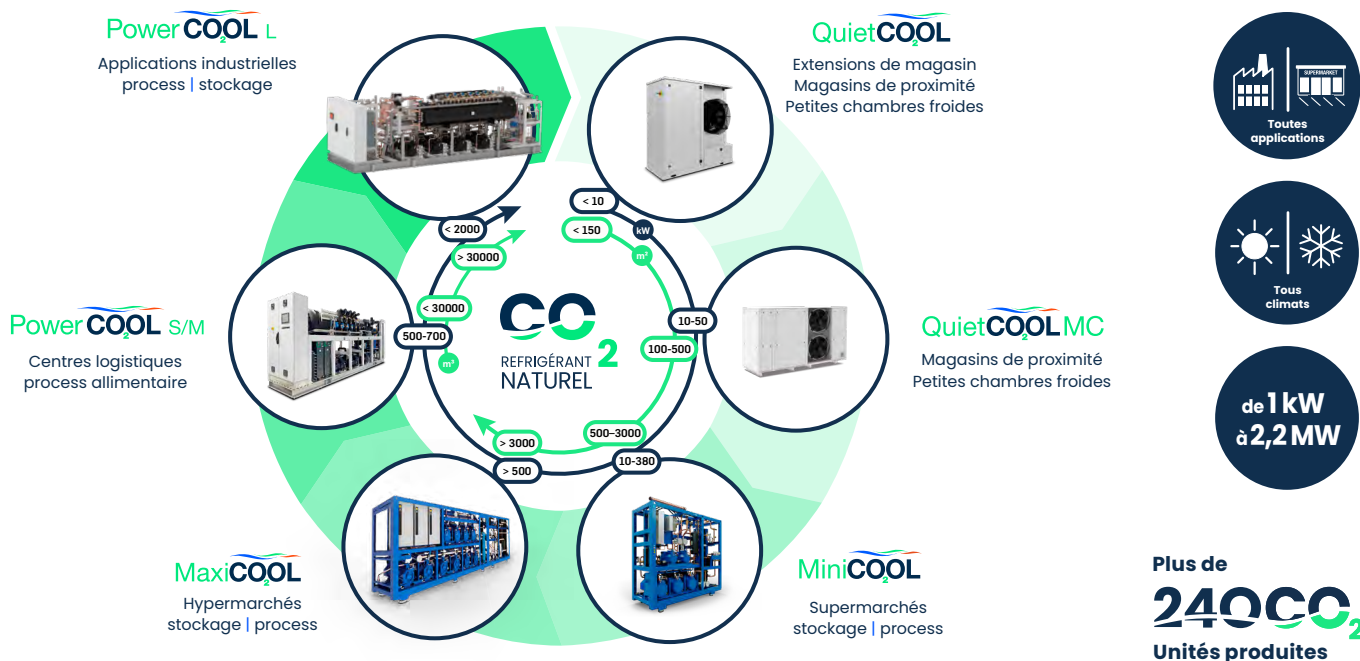 PowerCO₂OL L
Applications industrielles
process | stockage
QuietCO₂OL
Extensions de magasin
Magasins de proximité
Petites chambres froides
SUPERMARKET
Toutes
applications
< 10
kW
< 150
m³
< 2000
> 30000
< 30000
500-700
m³
CO₂
REFRIGÉRANT
NATUREL
10-50
100-500
500-3000
10-380
> 3000
> 500
PowerCO₂OL S/M
Centres logistiques
process allimentaire
QuietCO₂OL MC
Magasins de proximité
Petites chambres froides
Tous
climats
de 1 kW
à 2,2 MW
MaxiCO₂OL
Hypermarchés
stockage | process
MiniCO₂OL
Supermarchés
stockage | process
Plus de
240CO₂
Unités produites